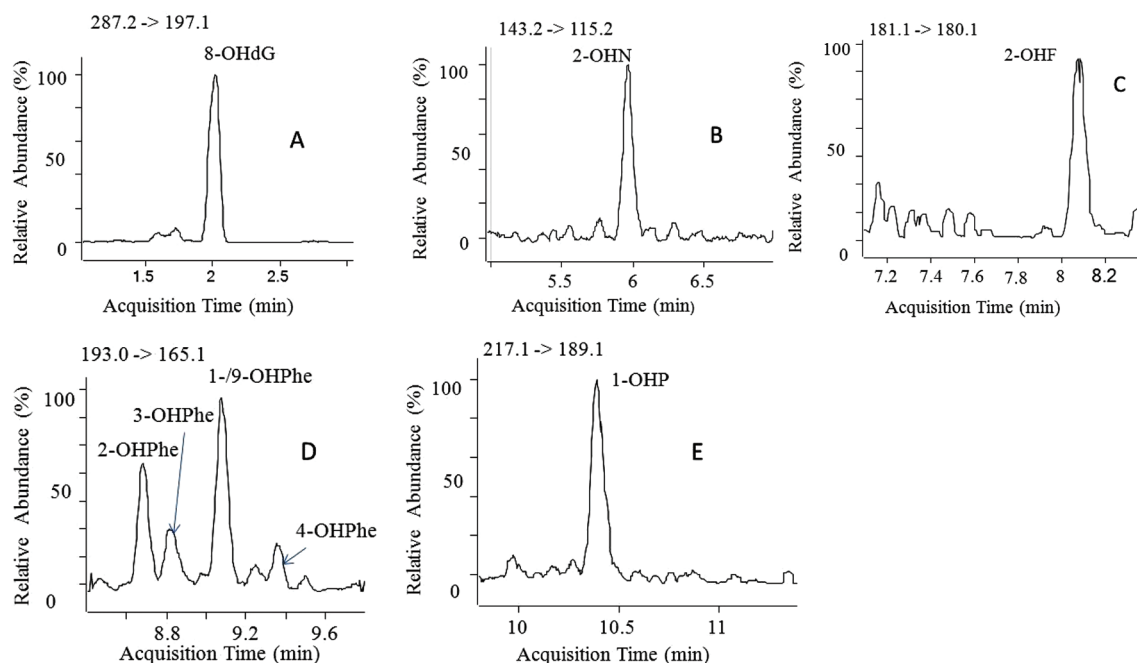 287.2 -> 197.1
8-OHdG
Relative Abundance (%)
100
50
0
A
1.5 2 2.5
Acquisition Time (min)
143.2 -> 115.2
2-OHN
Relative Abundance (%)
100
50
0
B
5.5 6 6.5
Acquisition Time (min)
181.1 -> 180.1
2-OHF
Relative Abundance (%)
100
50
0
C
7.2 7.4 7.6 7.8 8 8.2
Acquisition Time (min)
193.0 -> 165.1
1-/9-OHPhe
3-OHPhe
2-OHPhe
4-OHPhe
Relative Abundance (%)
100
50
0
D
8.8 9.2 9.6
Acquisition Time (min)
217.1 -> 189.1
1-OHP
Relative Abundance (%)
100
50
0
E
10 10.5 11
Acquisition Time (min)